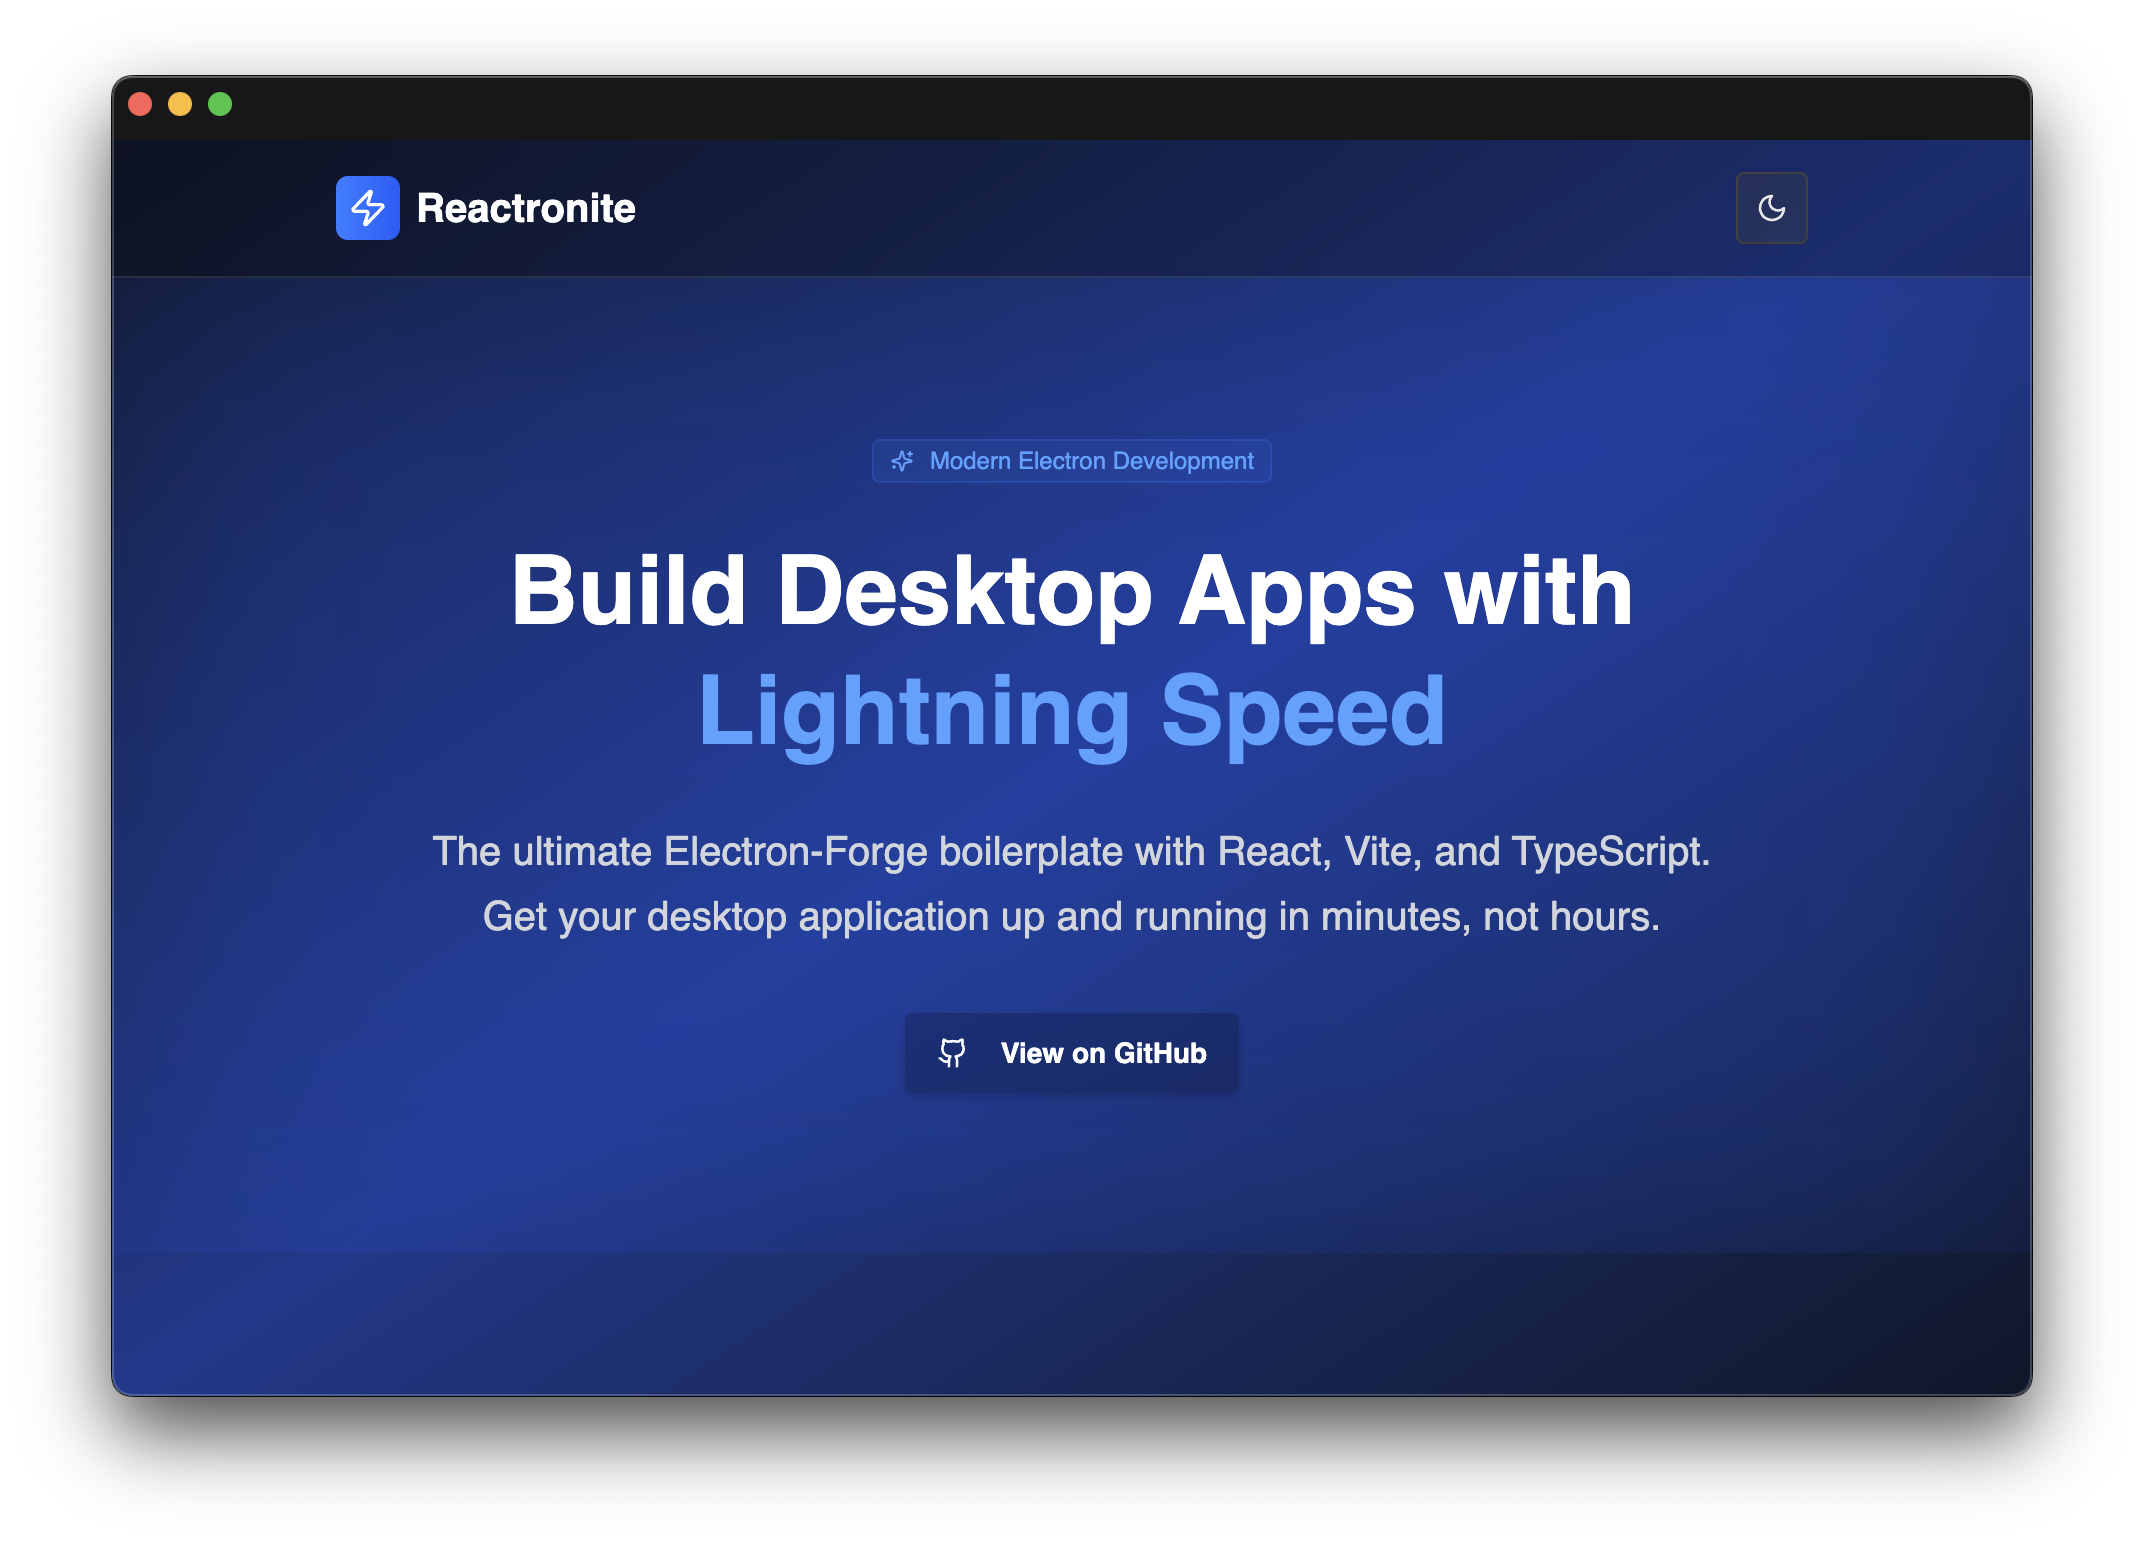 Reactronite
Modern Electron Development
Build Desktop Apps with
Lightning Speed
The ultimate Electron-Forge boilerplate with React, Vite, and TypeScript.
Get your desktop application up and running in minutes, not hours.
View on GitHub